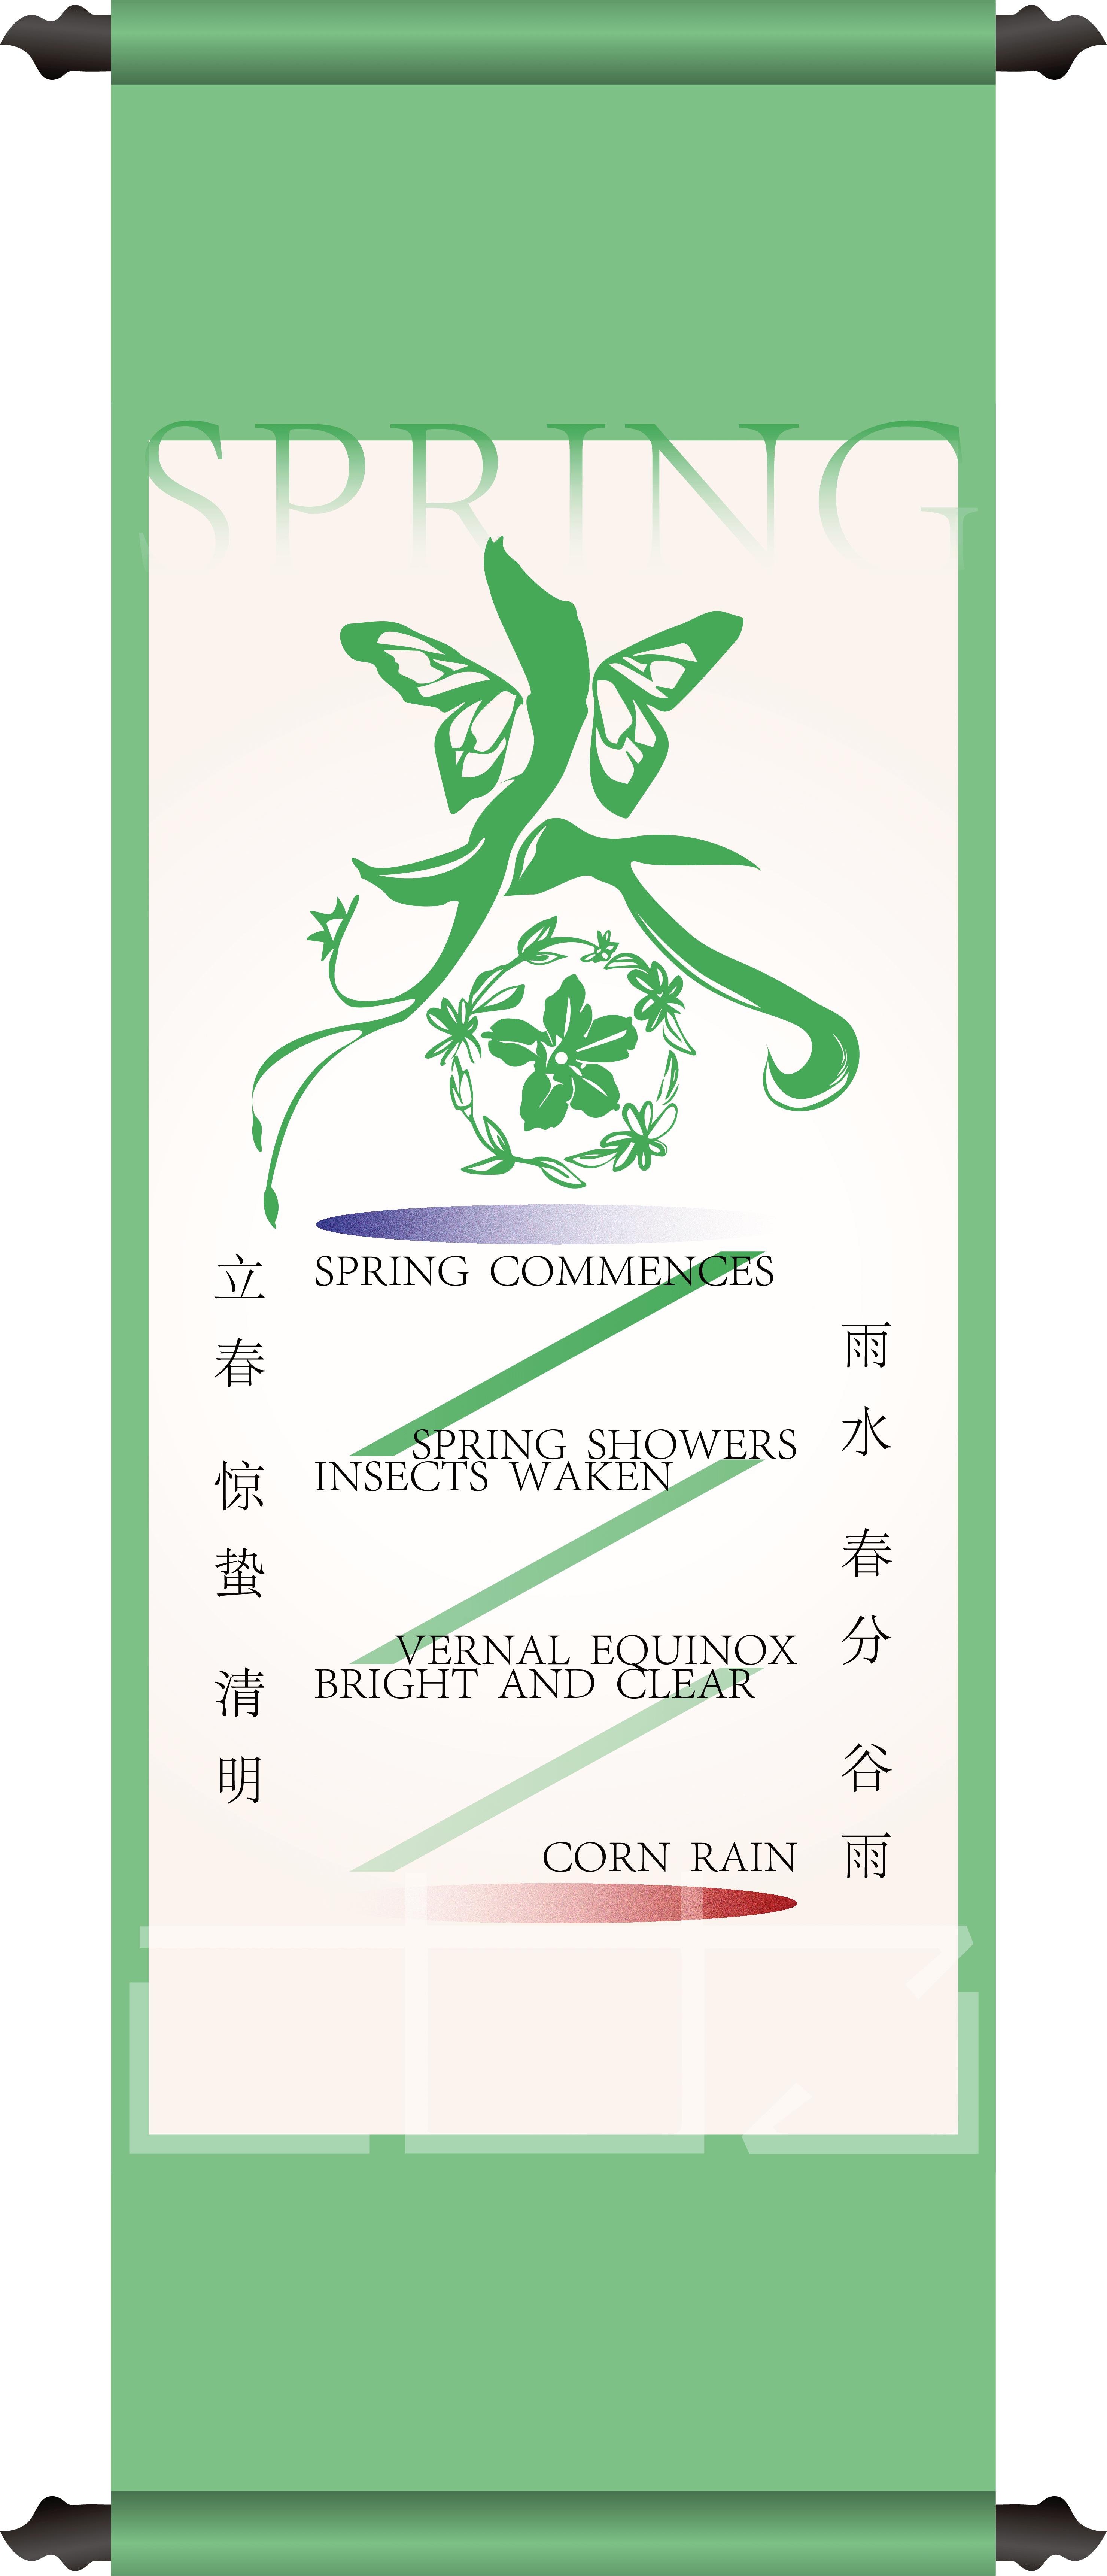 SPRING
立春
SPRING COMMENCES
雨水
SPRING SHOWERS
惊蛰
INSECTS WAKEN
春分
VERNAL EQUINOX
清明
BRIGHT AND CLEAR
谷雨
CORN RAIN